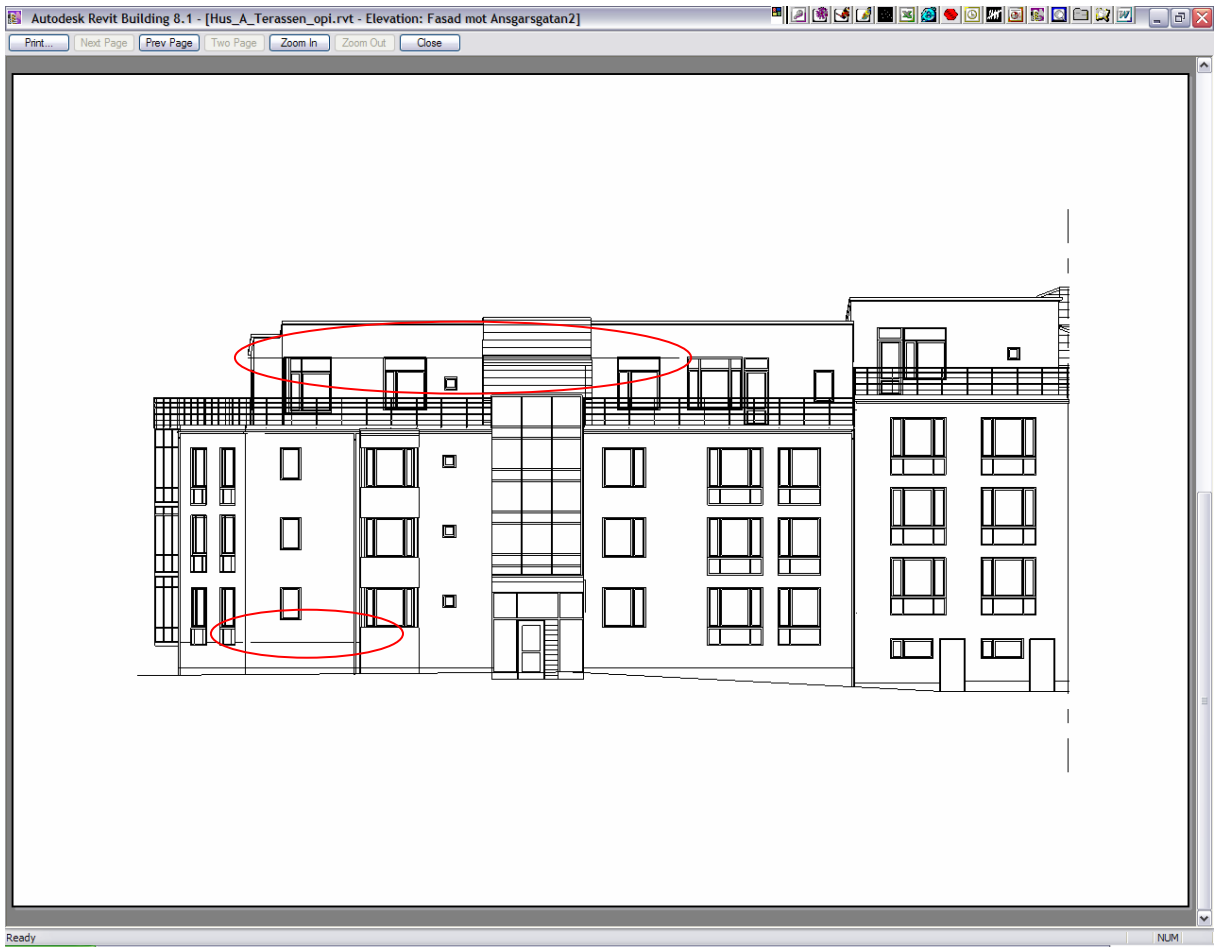 Autodesk Revit Building 8.1 - [Hus_A_Terassen_opi.rvt - Elevation: Fasad mot Ansgarsgatan2]
Print... Next Page Prev Page Two Page Zoom In Zoom Out Close
Ready NUM